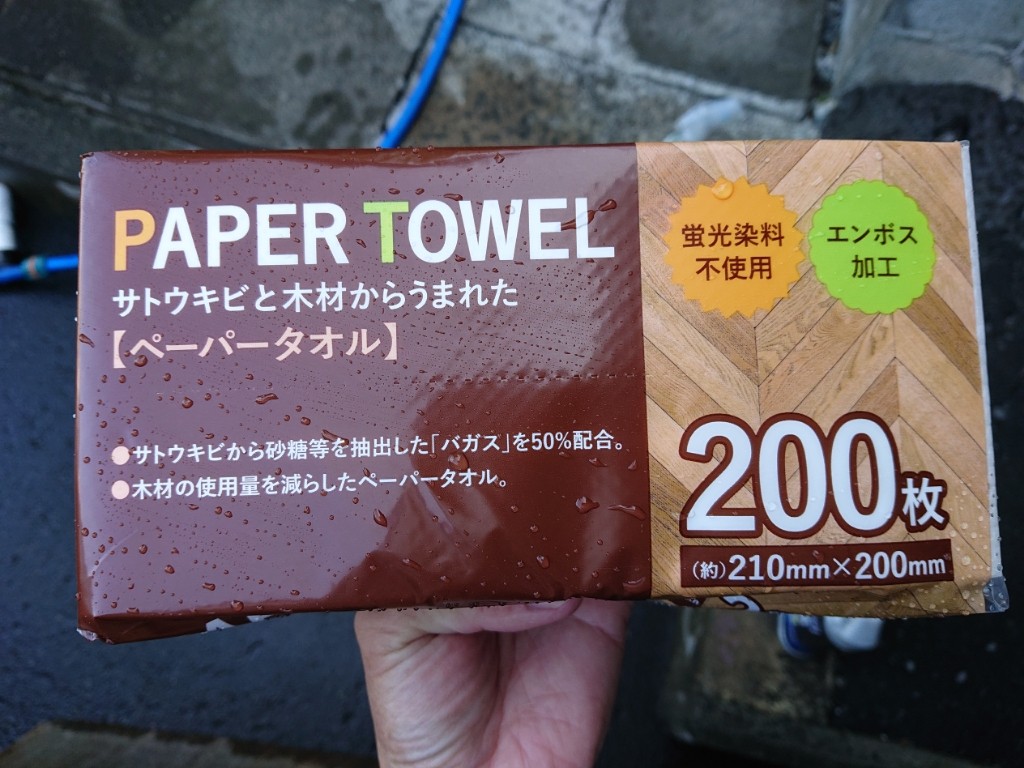 PAPER TOWEL
サトウキビと木材からうまれた
【ペーパータオル】
●サトウキビから砂糖等を抽出した「バガス」を50%配合。
●木材の使用量を減らしたペーパータオル。
蛍光染料
不使用
エンボス
加工
200枚
(約)210mm×200mm